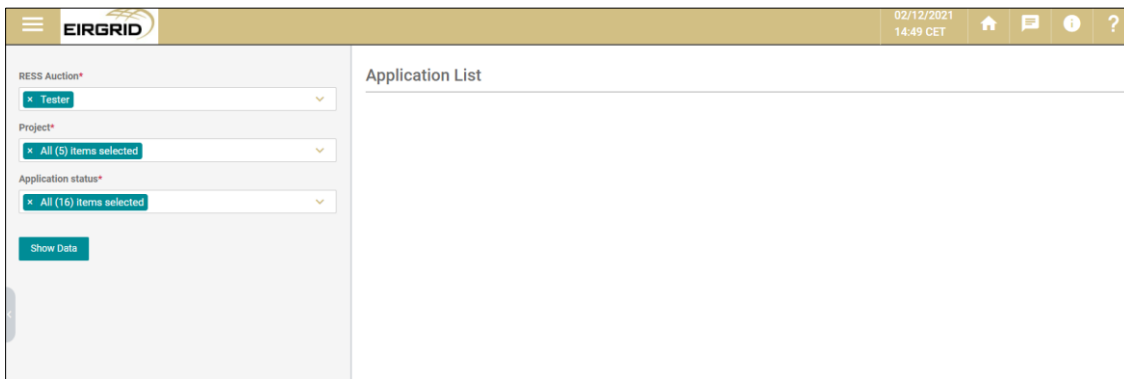 EIRGRID
02/12/2021
14:49 CET
?
RESS Auction*
× Tester
Project*
× All (5) items selected
Application status*
× All (16) items selected
Show Data
Application List